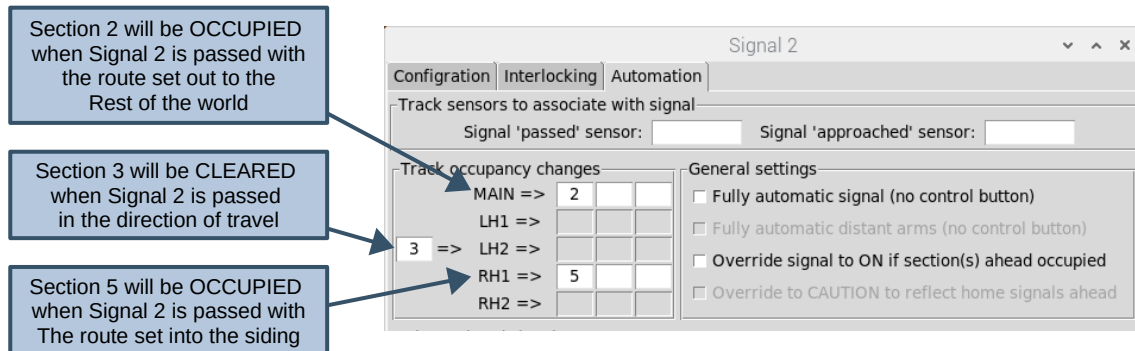 Section 2 will be OCCUPIED
when Signal 2 is passed with
the route set out to the
Rest of the world
Section 3 will be CLEARED
when Signal 2 is passed
in the direction of travel
Section 5 will be OCCUPIED
when Signal 2 is passed with
The route set into the siding
Signal 2
Configration Interlocking Automation
Track sensors to associate with signal
Signal 'passed' sensor: Signal 'approached' sensor:
Track occupancy changes
MAIN => 2
LH1 =>
3 => LH2 =>
RH1 => 5
RH2 =>
General settings
Fully automatic signal (no control button)
Fully automatic distant arms (no control button)
Override signal to ON if section(s) ahead occupied
Override to CAUTION to reflect home signals ahead